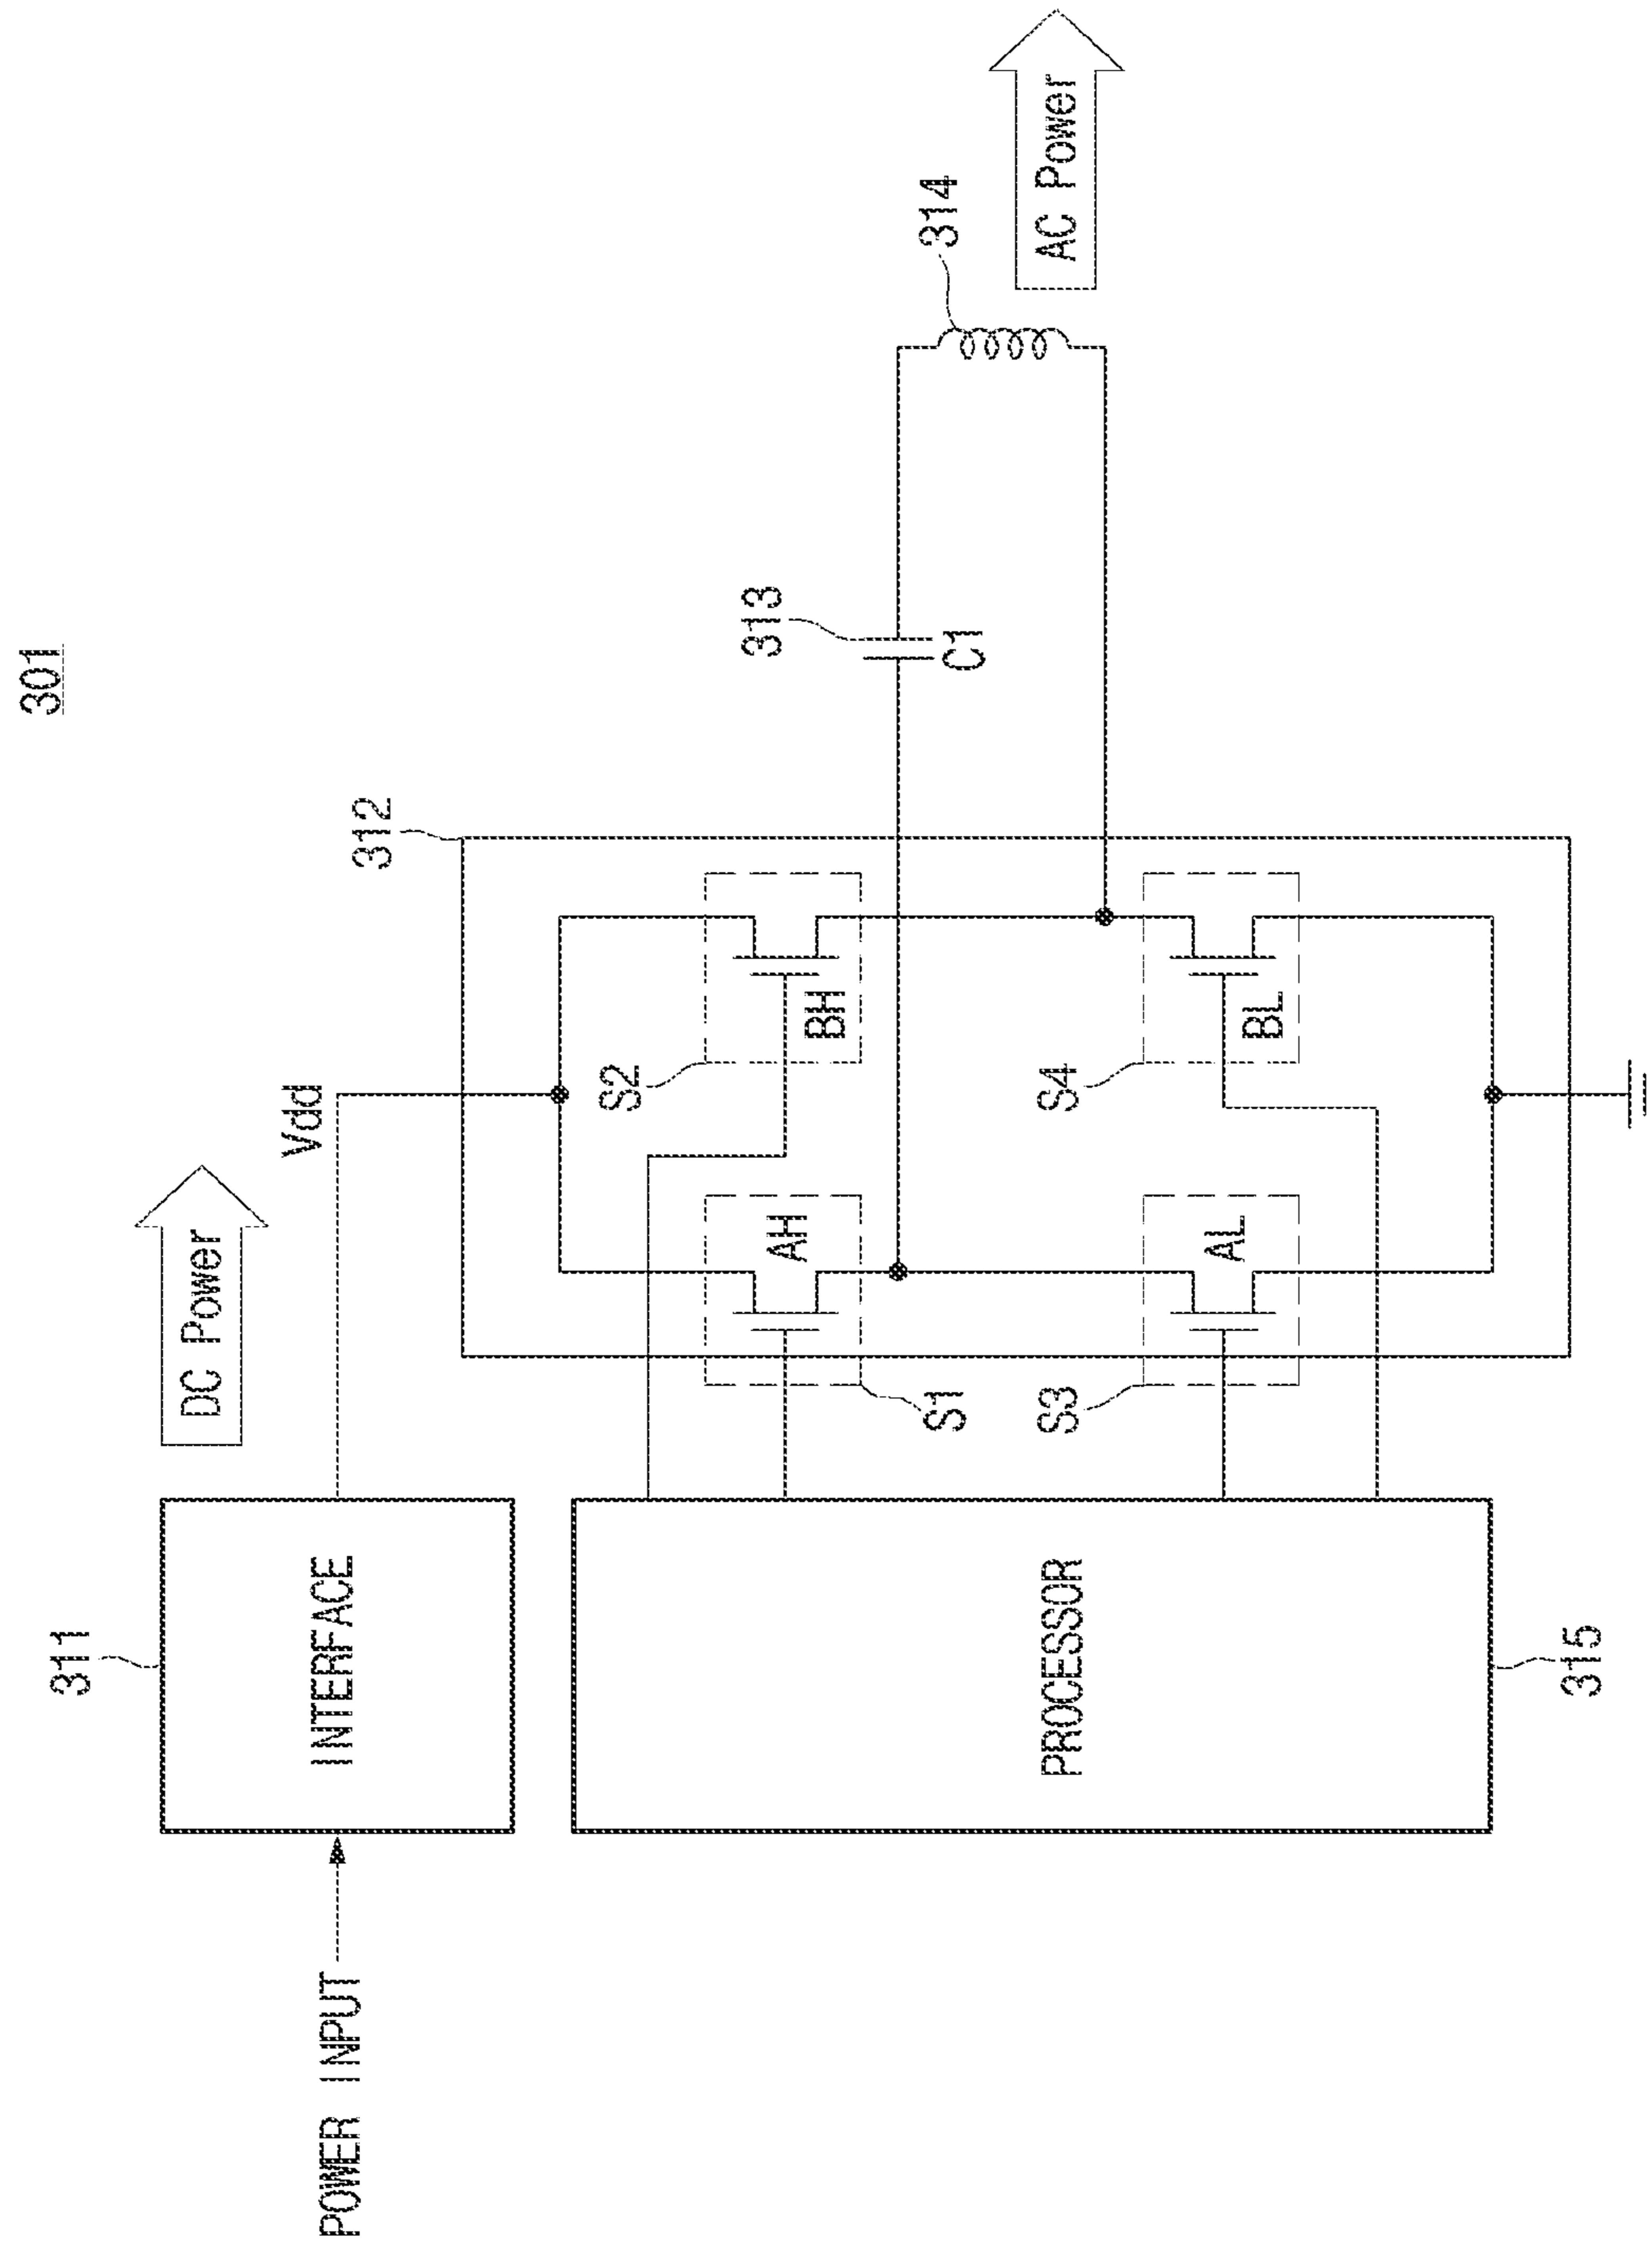 301
POWER INPUT
311
INTERFACE
DC Power
Vdd
312
PROCESSOR
315
S1
AH
S2
BH
S3
AL
S4
BL
313
C1
314
AC Power